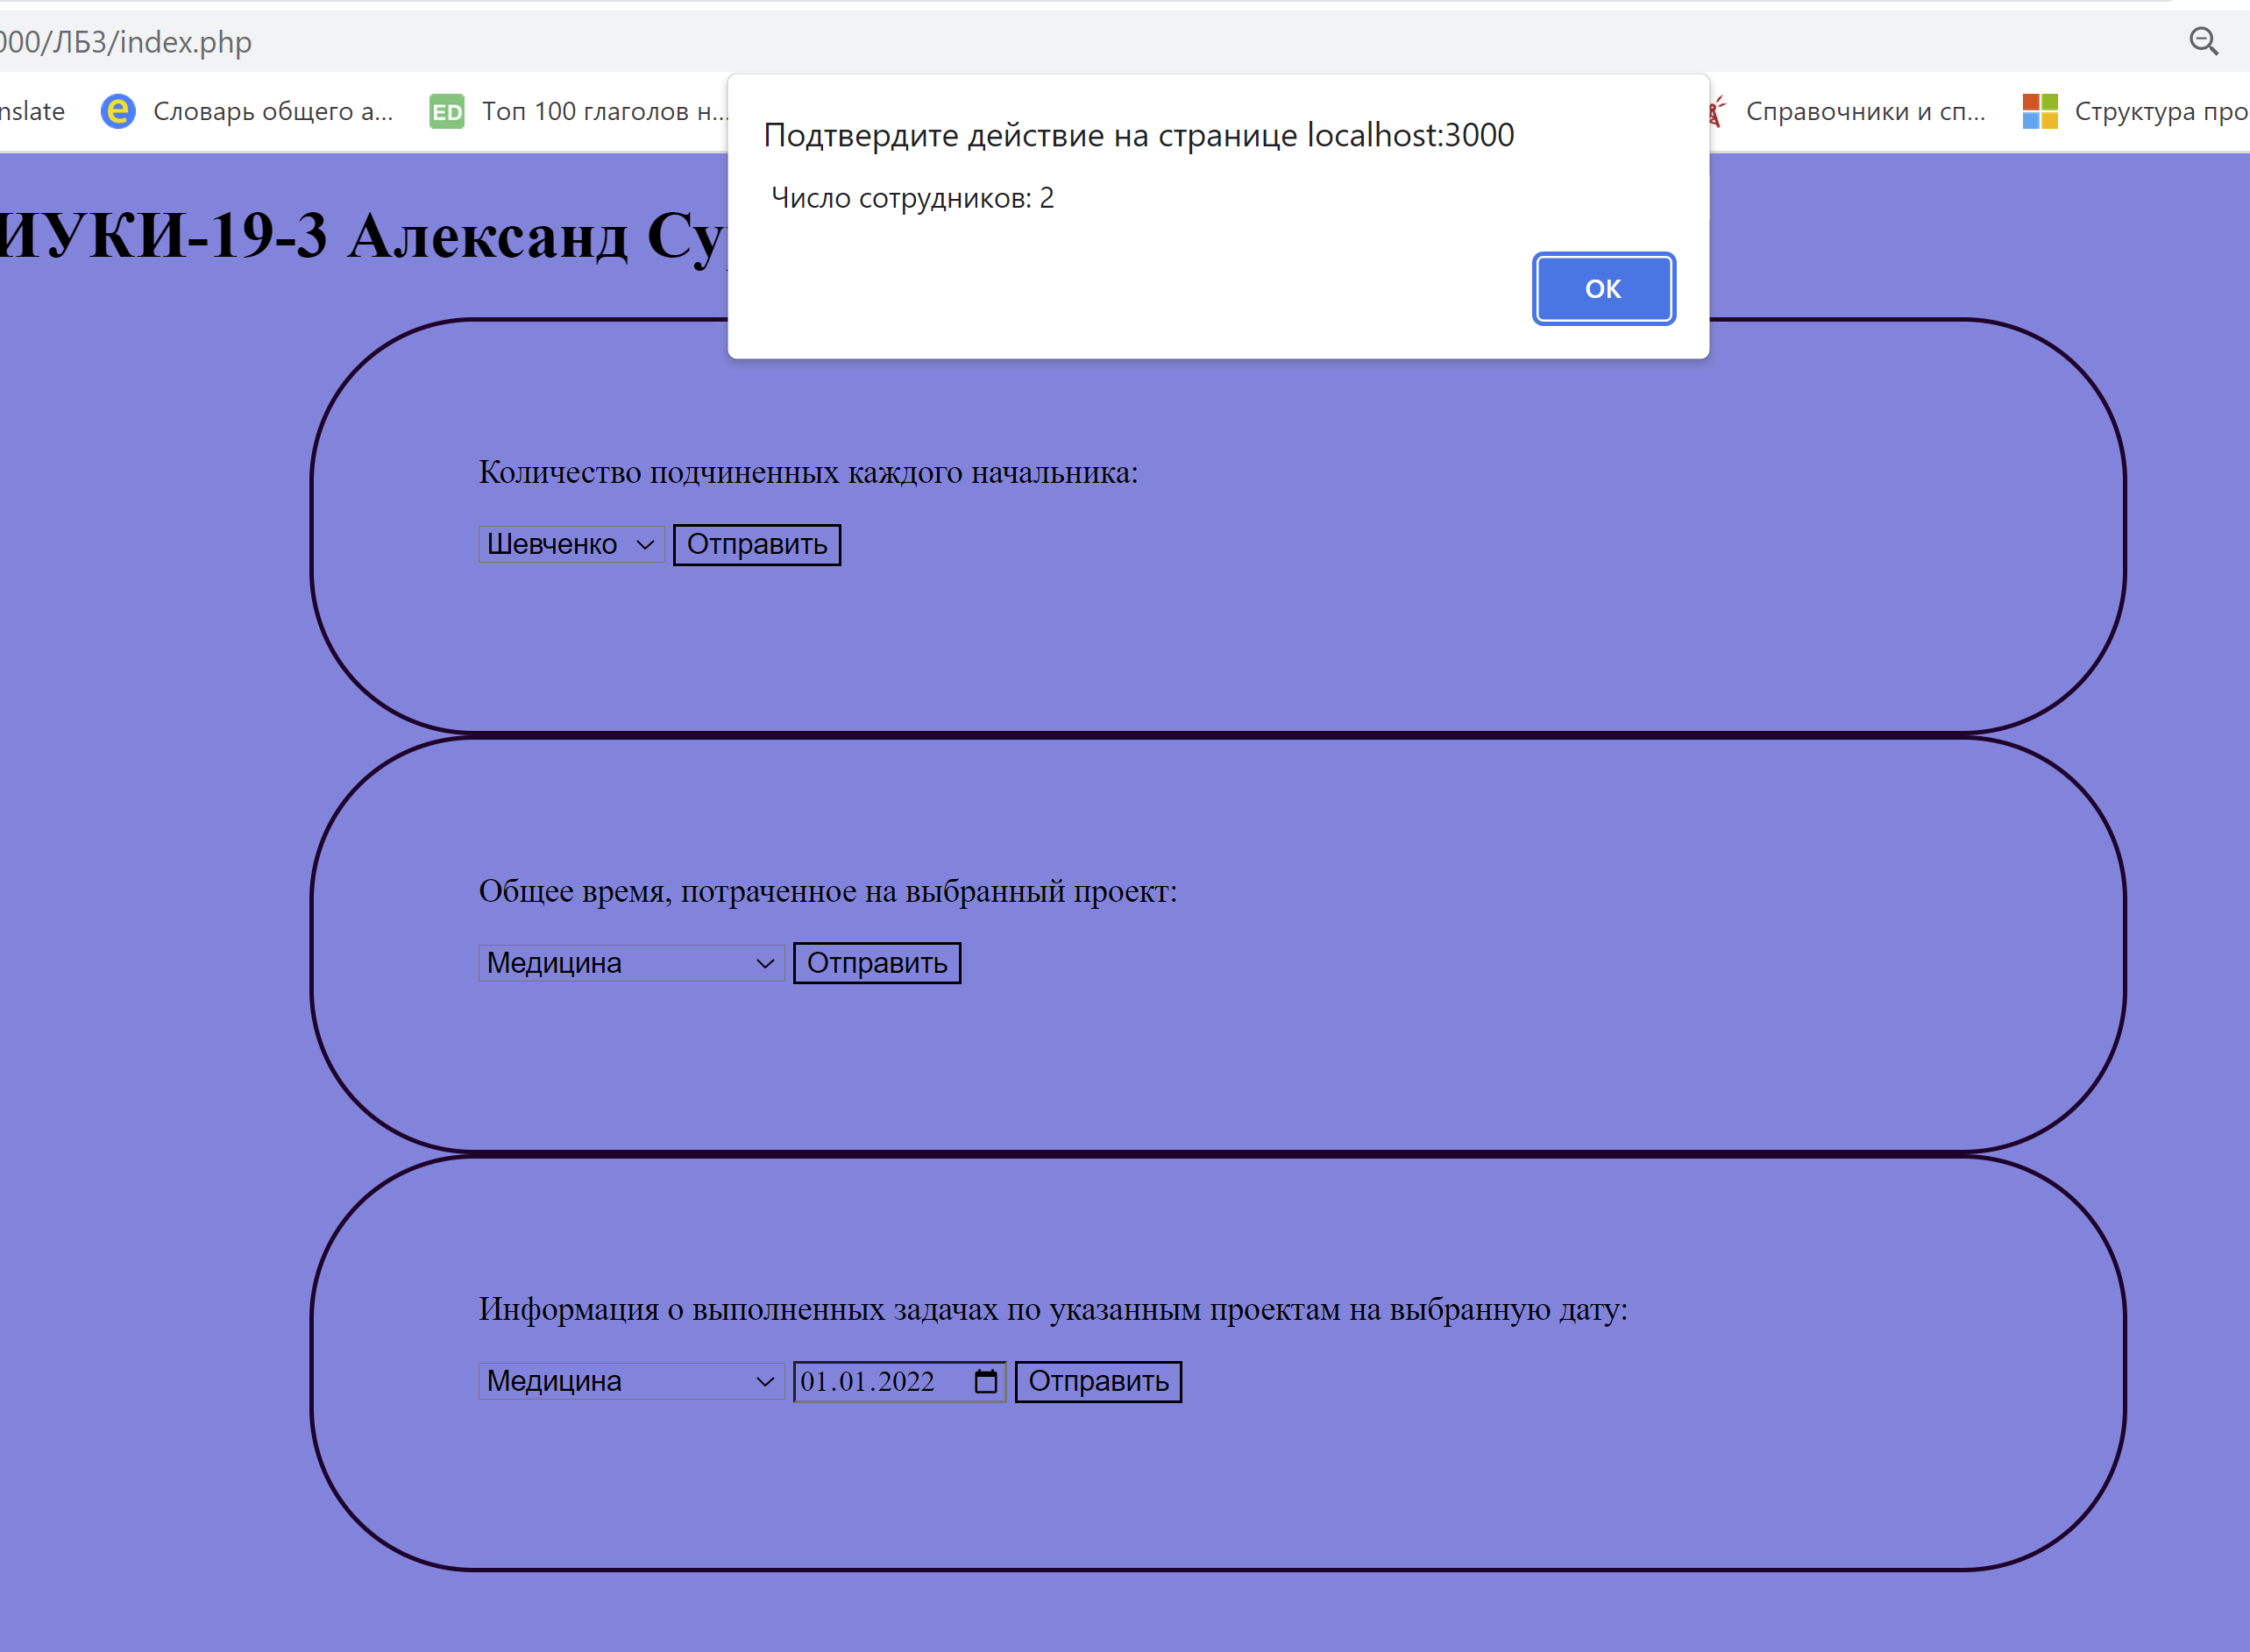 000/ЛБ3/index.php
nslate
Словарь общего а...
ED
Топ 100 глаголов н...
Справочники и сп...
Структура про
Подтвердите действие на странице localhost:3000
Число сотрудников: 2
OK
ИУКИ-19-3 Александ
Количество подчиненных каждого начальника:
Шевченко Отправить
Общее время, потраченное на выбранный проект:
Медицина Отправить
Информация о выполненных задачах по указанным проектам на выбранную дату:
Медицина 01.01.2022 Отправить